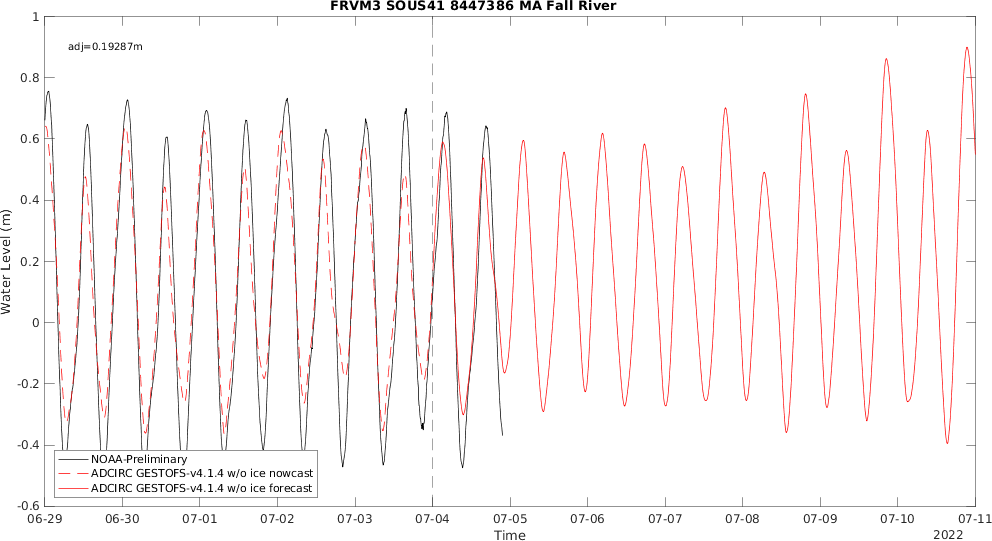 FRVM3 SOUS41 8447386 MA Fall River
adj=0.19287m
1
0.8
0.6
0.4
0.2
0
-0.2
-0.4
-0.6
Water Level (m)
NOAA-Preliminary
ADCIRC GESTOFS-v4.1.4 w/o ice nowcast
ADCIRC GESTOFS-v4.1.4 w/o ice forecast
06-29 06-30 07-01 07-02 07-03 07-04 07-05 07-06 07-07 07-08 07-09 07-10 07-11
Time
2022